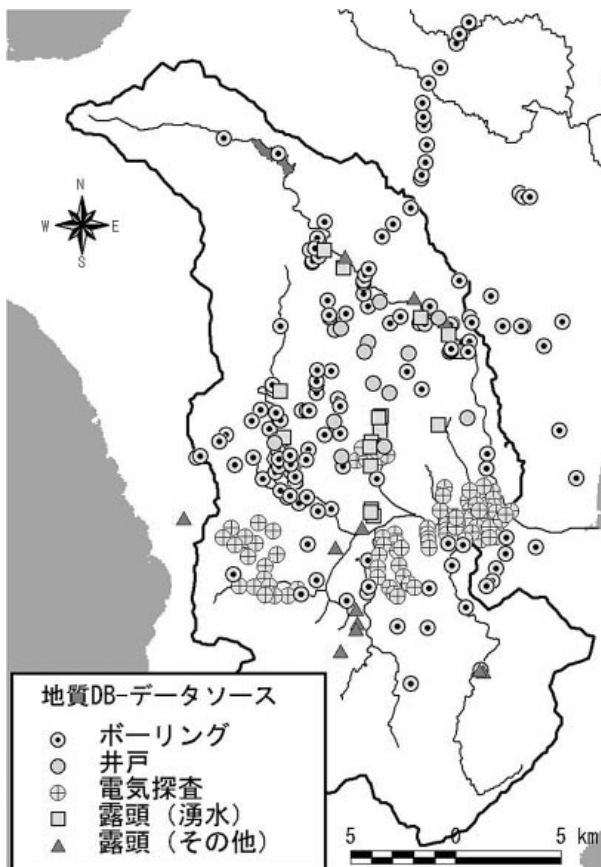 N
W E
S
地質DB-データソース
ボーリング
井戸
電気探査
露頭（湧水）
露頭（その他）
5 0 5 km